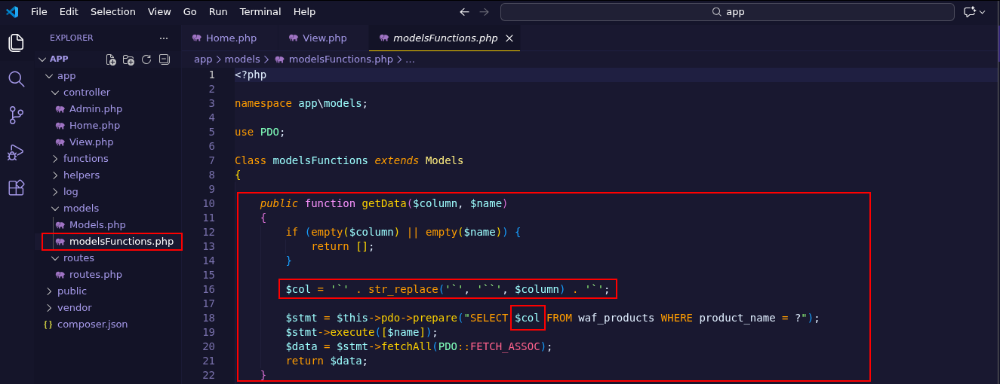 File Edit Selection View Go Run Terminal Help
app
EXPLORER ...
Home.php View.php modelsFunctions.php
APP
app > models > modelsFunctions.php > ...
app
controller
Admin.php
Home.php
View.php
functions
helpers
log
models
Models.php
modelsFunctions.php
routes
routes.php
public
vendor
{} composer.json
1 <?php
2
3 namespace app\models;
4
5 use PDO;
6
7 Class modelsFunctions extends Models
8 {
9
10 public function getData($column, $name)
11 {
12 if (empty($column) || empty($name)) {
13 return [];
14 }
15
16 $col = '`' . str_replace('`', '``', $column) . '`';
17
18 $stmt = $this->pdo->prepare("SELECT $col FROM waf_products WHERE product_name = ?");
19 $stmt->execute([$name]);
20 $data = $stmt->fetchAll(PDO::FETCH_ASSOC);
21 return $data;
22 }